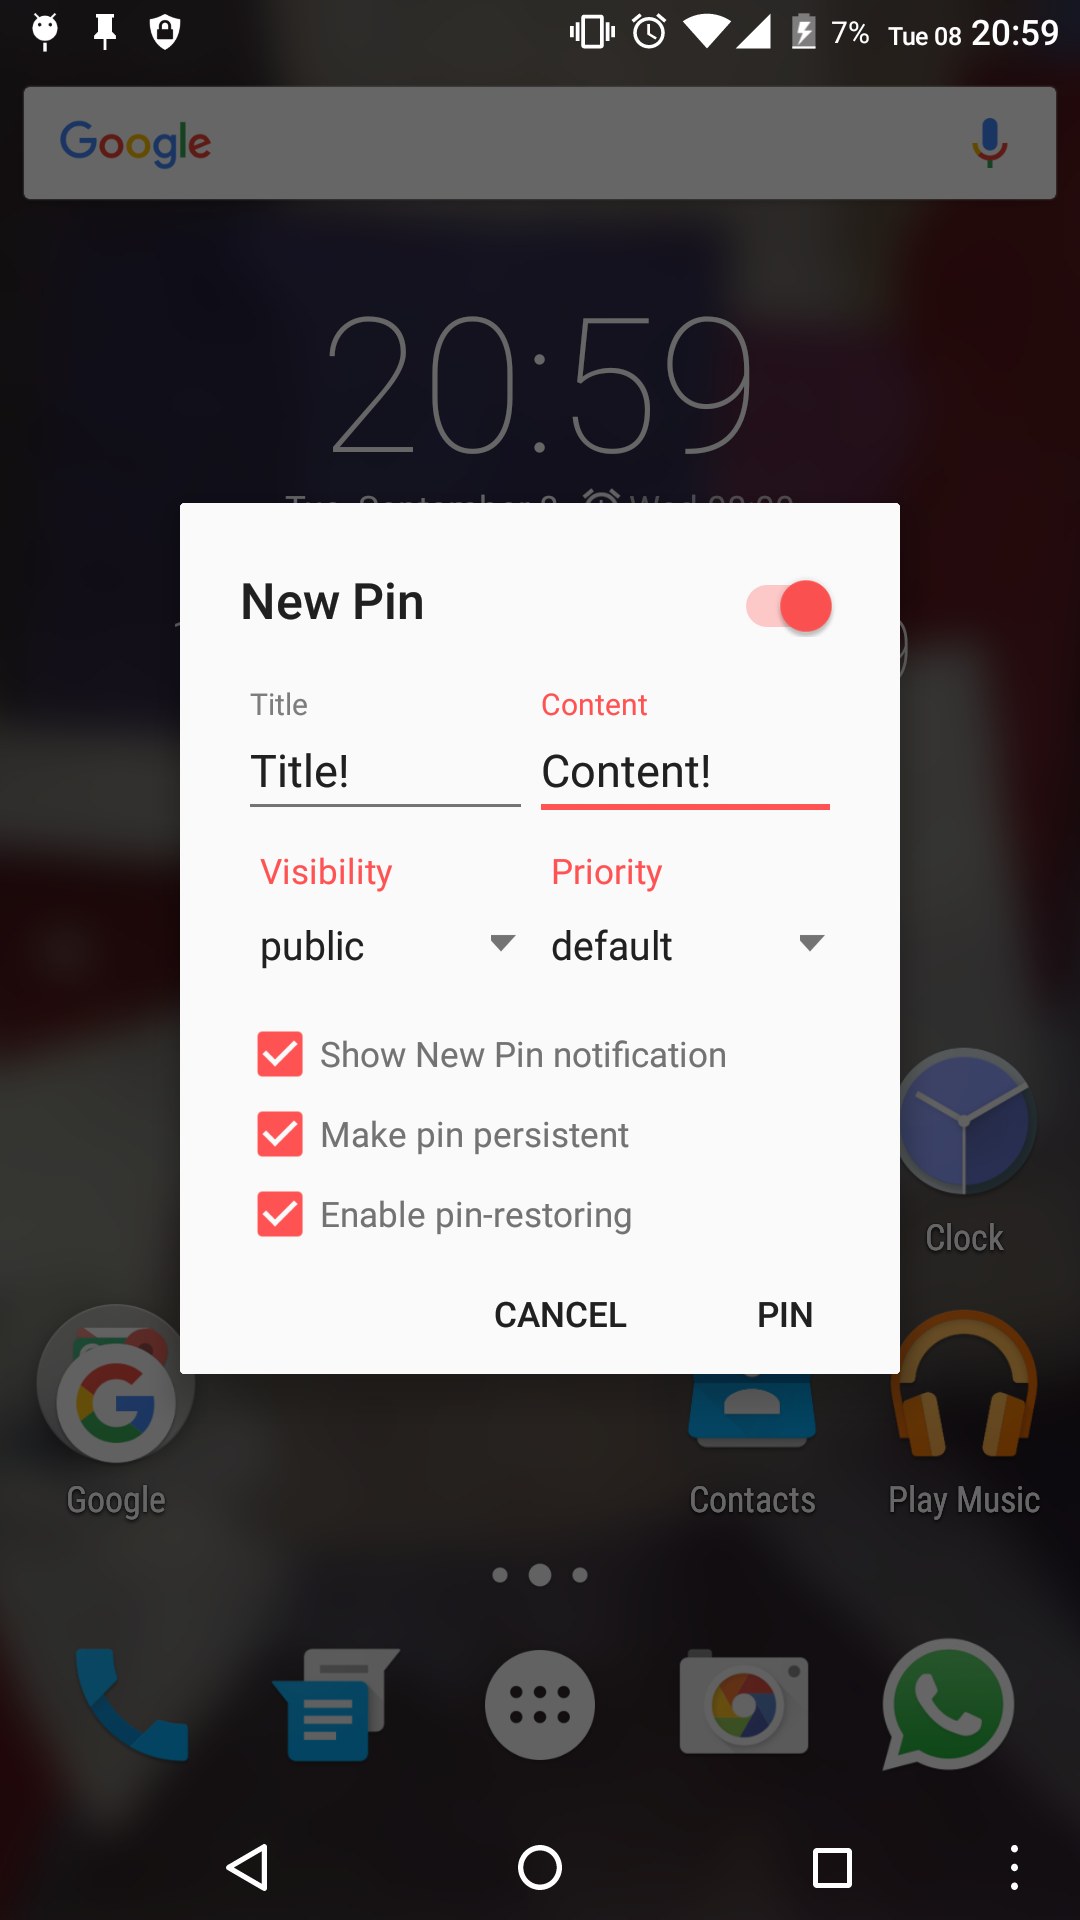 7% Tue 08 20:59
Google
20:59
New Pin
Title Content
Title! Content!
Visibility Priority
public default
Show New Pin notification
Make pin persistent
Enable pin-restoring
Clock
CANCEL PIN
Google Contacts Play Music